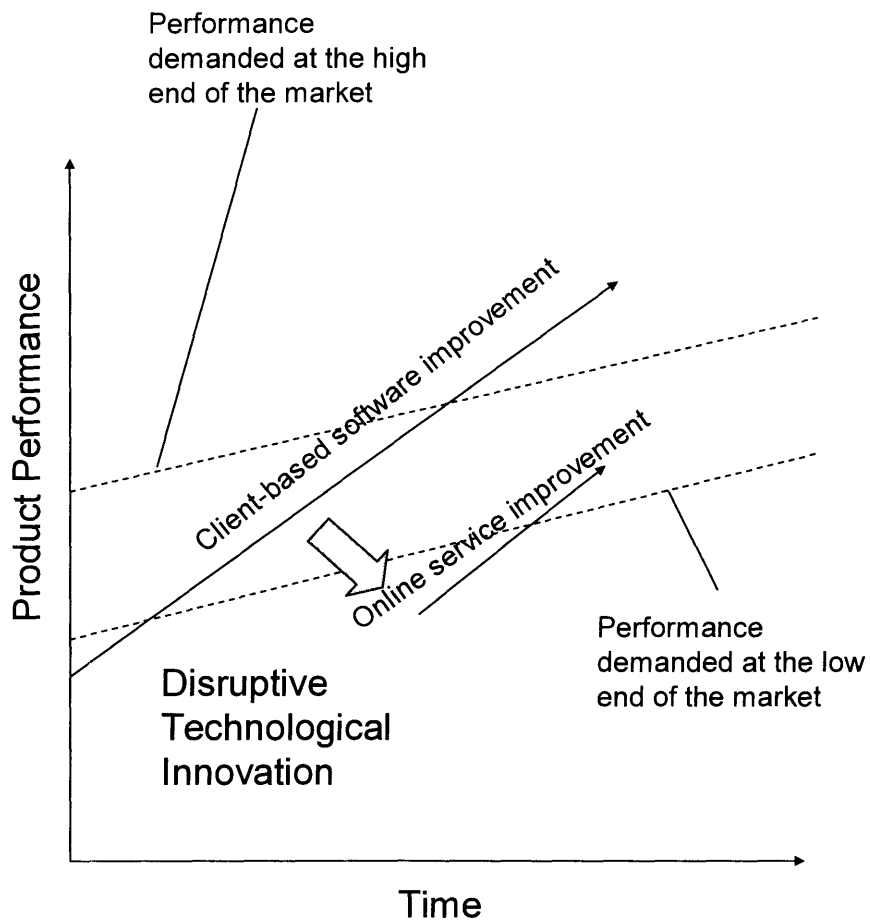 Performance
demanded at the high
end of the market
Product Performance
Client-based software improvement
Online service improvement
Performance
demanded at the low
end of the market
Disruptive
Technological
Innovation
Time